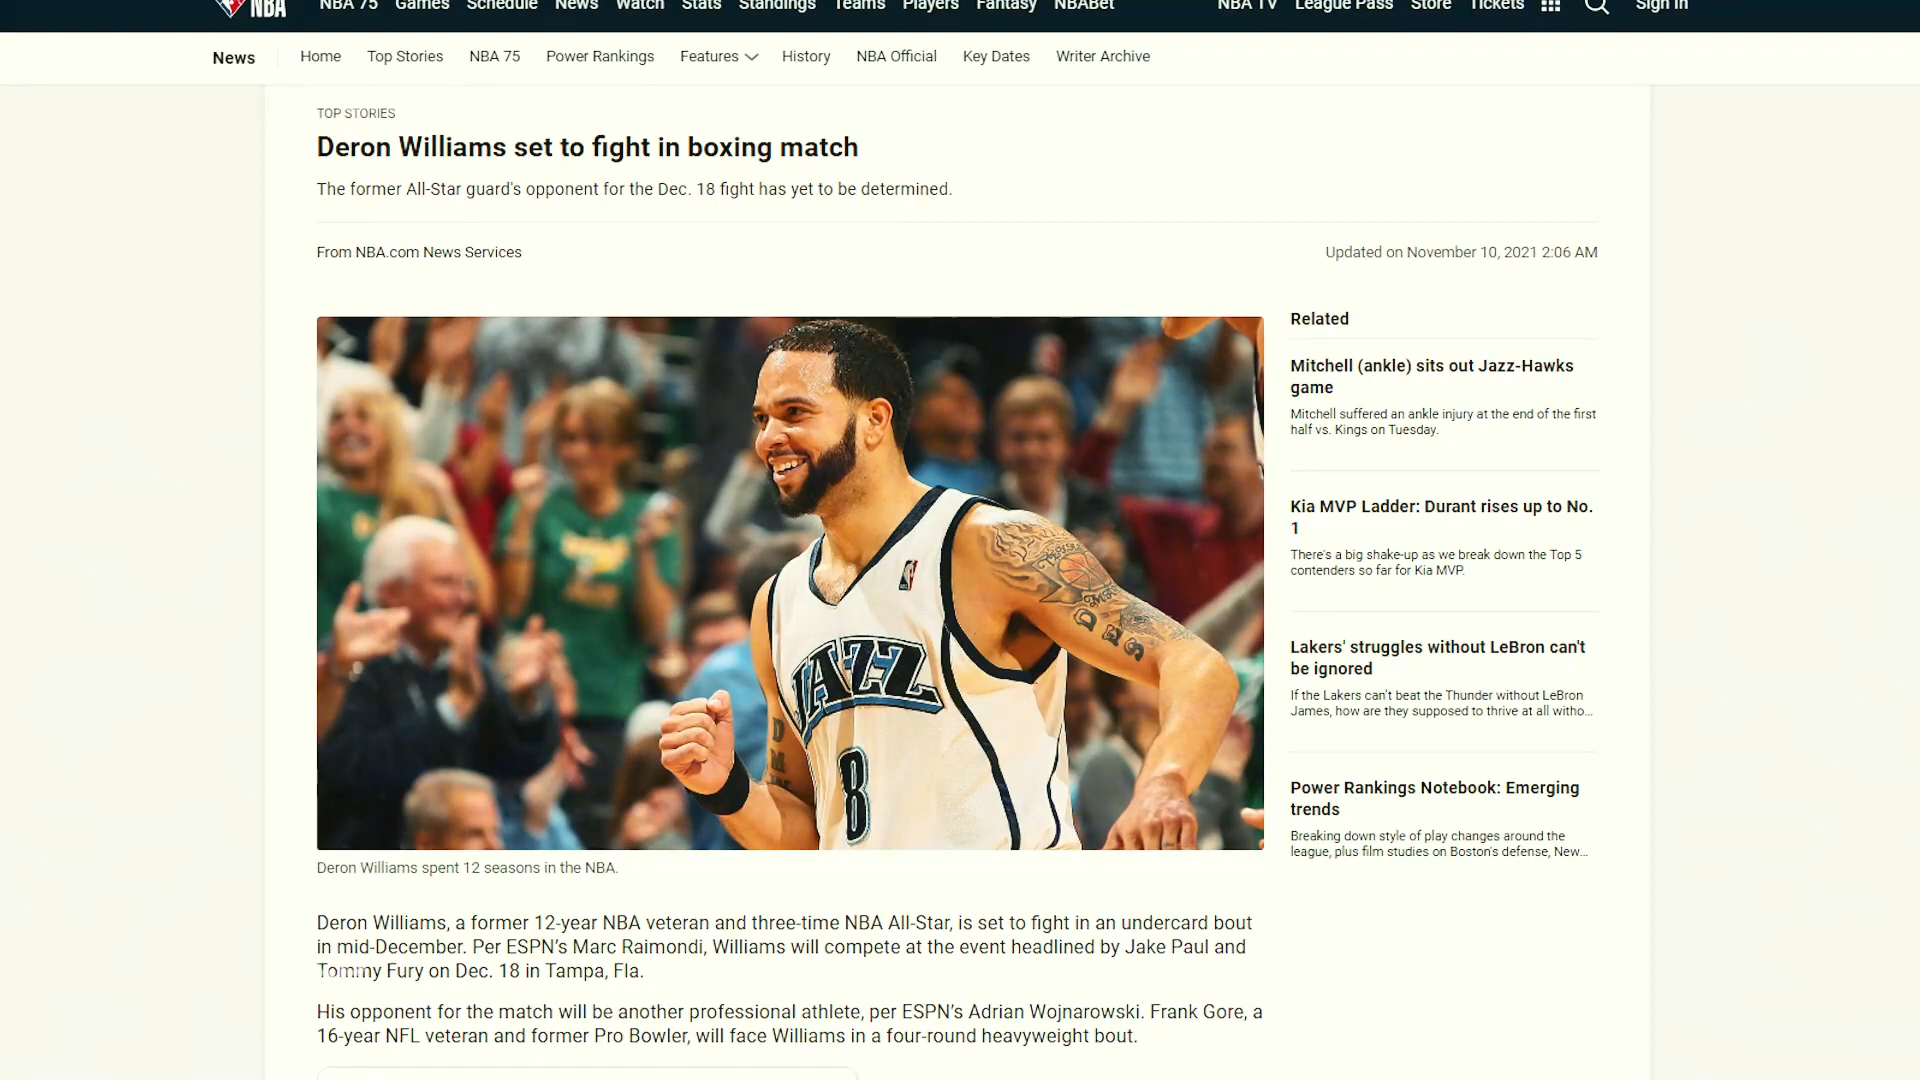 NBA NBA 75 Games Schedule News Watch Stats Standings Teams Players Fantasy NBABet NBA TV League Pass Store Tickets Sign In
News Home Top Stories NBA 75 Power Rankings Features History NBA Official Key Dates Writer Archive
TOP STORIES
Deron Williams set to fight in boxing match
The former All-Star guard's opponent for the Dec. 18 fight has yet to be determined.
From NBA.com News Services
Updated on November 10, 2021 2:06 AM
JAZZ
8
Deron Williams spent 12 seasons in the NBA.
Deron Williams, a former 12-year NBA veteran and three-time NBA All-Star, is set to fight in an undercard bout
in mid-December. Per ESPN’s Marc Raimondi, Williams will compete at the event headlined by Jake Paul and
Tommy Fury on Dec. 18 in Tampa, Fla.
His opponent for the match will be another professional athlete, per ESPN’s Adrian Wojnarowski. Frank Gore, a
16-year NFL veteran and former Pro Bowler, will face Williams in a four-round heavyweight bout.
Related
Mitchell (ankle) sits out Jazz-Hawks
game
Mitchell suffered an ankle injury at the end of the first
half vs. Kings on Tuesday.
Kia MVP Ladder: Durant rises up to No.
1
There's a big shake-up as we break down the Top 5
contenders so far for Kia MVP.
Lakers' struggles without LeBron can't
be ignored
If the Lakers can’t beat the Thunder without LeBron
James, how are they supposed to thrive at all witho...
Power Rankings Notebook: Emerging
trends
Breaking down style of play changes around the
league, plus film studies on Boston's defense, New...